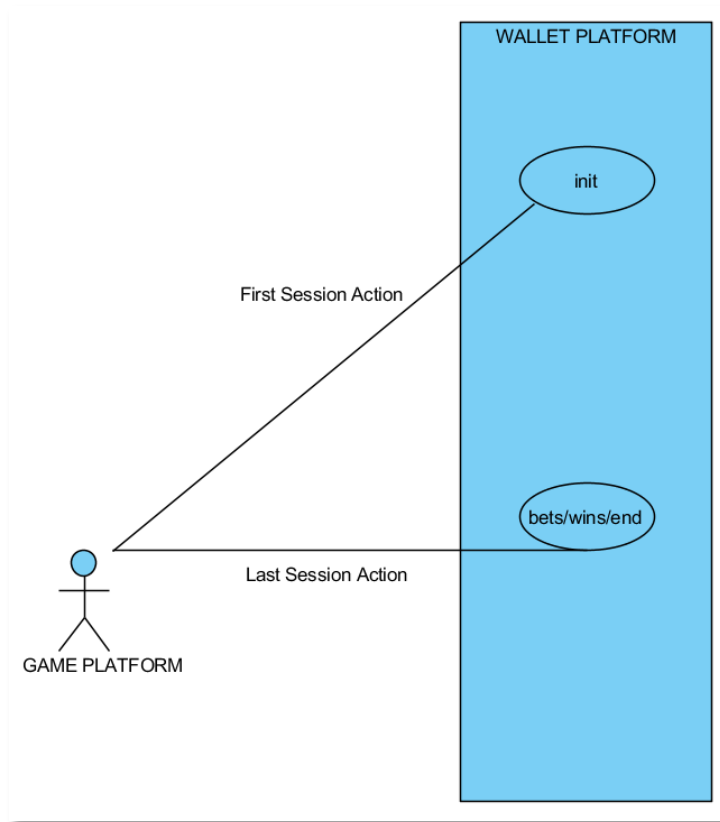 WALLET PLATFORM
init
First Session Action
bets/wins/end
Last Session Action
GAME PLATFORM